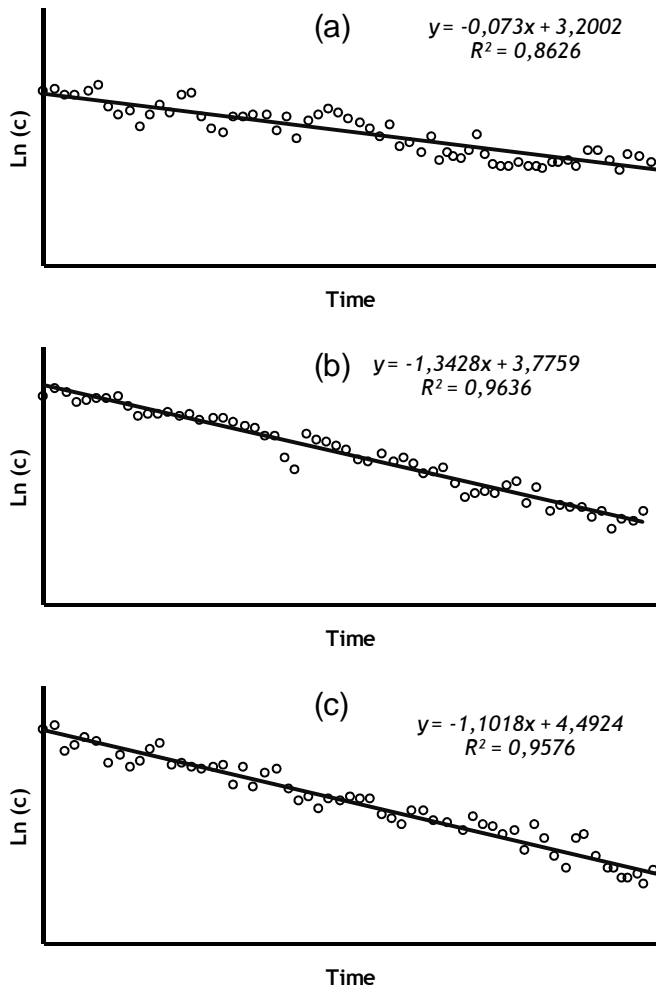 (a)
y = -0,073x + 3,2002
R² = 0,8626
Ln (c)
Time
(b)
y = -1,3428x + 3,7759
R² = 0,9636
Ln (c)
Time
(c)
y = -1,1018x + 4,4924
R² = 0,9576
Ln (c)
Time